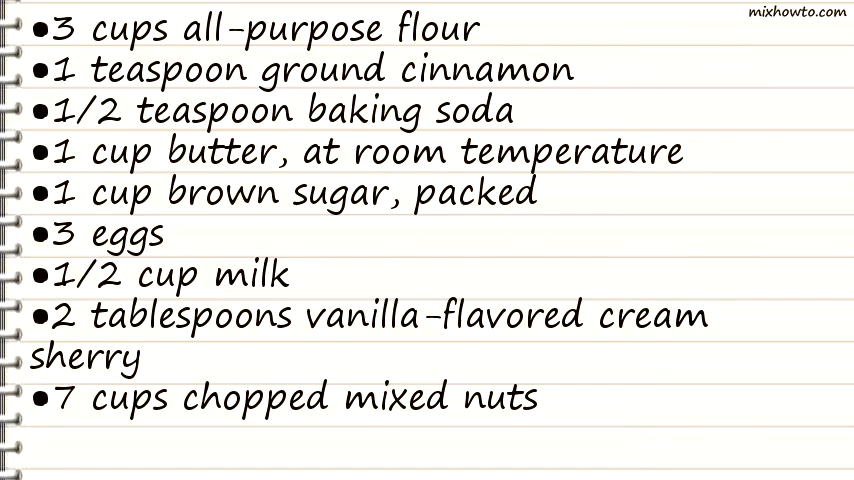 mixhowto.com
•3 cups all-purpose flour
•1 teaspoon ground cinnamon
•1/2 teaspoon baking soda
•1 cup butter, at room temperature
•1 cup brown sugar, packed
•3 eggs
•1/2 cup milk
•2 tablespoons vanilla-flavored cream
sherry
•7 cups chopped mixed nuts